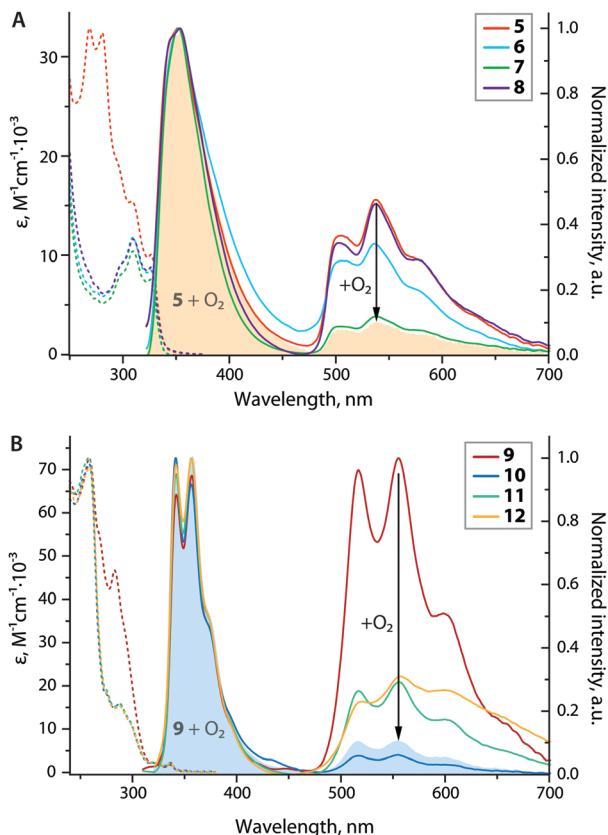 A
ε, M⁻¹cm⁻¹·10⁻³
30
20
10
0
5
6
7
8
1.0
0.8
0.6
0.4
0.2
0.0
Normalized intensity, a.u.
5 + O₂
+O₂
300 400 500 600 700
Wavelength, nm
B
ε, M⁻¹cm⁻¹·10⁻³
70
60
50
40
30
20
10
0
9
10
11
12
1.0
0.8
0.6
0.4
0.2
0.0
Normalized intensity, a.u.
+O₂
9 + O₂
300 400 500 600 700
Wavelength, nm